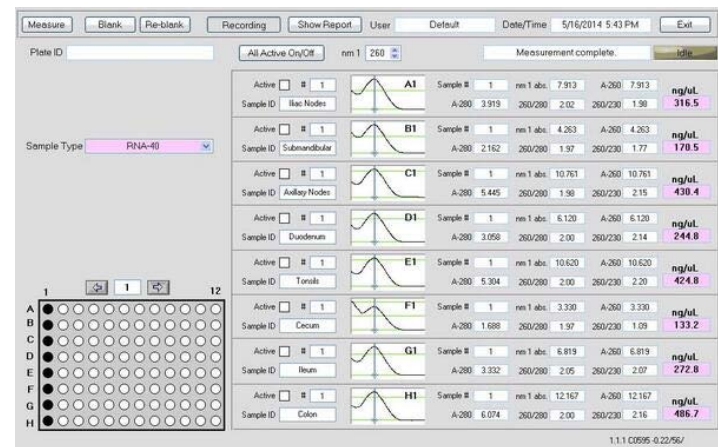 Measure Blank Re-blank Recording Show Report User Default Date/Time 5/16/2014 5:43 PM Exit
Plate ID All Active On/Off nm 1 260 Measurement complete. Idle
Active # 1 A1 Sample # 1 nm 1 abs. 7.913 A-260 7.913 ng/uL
Sample ID Iliac Nodes A-280 3.919 260/280 2.02 260/230 1.98 316.5
Active # 1 B1 Sample # 1 nm 1 abs. 4.263 A-260 4.263 ng/uL
Sample Type RNA-40
Sample ID Submandibular A-280 2.162 260/280 1.97 260/230 1.77 170.5
Active # 1 C1 Sample # 1 nm 1 abs. 10.761 A-260 10.761 ng/uL
Sample ID Axillary Nodes A-280 5.445 260/280 1.98 260/230 2.15 430.4
Active # 1 D1 Sample # 1 nm 1 abs. 6.120 A-260 6.120 ng/uL
Sample ID Duodenum A-280 3.058 260/280 2.00 260/230 2.14 244.8
Active # 1 E1 Sample # 1 nm 1 abs. 10.620 A-260 10.620 ng/uL
Sample ID Tonsils A-280 5.304 260/280 2.00 260/230 2.20 424.8
Active # 1 F1 Sample # 1 nm 1 abs. 3.330 A-260 3.330 ng/uL
Sample ID Cecum A-280 1.688 260/280 1.97 260/230 1.09 133.2
Active # 1 G1 Sample # 1 nm 1 abs. 6.819 A-260 6.819 ng/uL
Sample ID Ileum A-280 3.332 260/280 2.05 260/230 2.07 272.8
Active # 1 H1 Sample # 1 nm 1 abs. 12.167 A-260 12.167 ng/uL
Sample ID Colon A-280 6.074 260/280 2.00 260/230 2.16 486.7
1
1 12
A
B
C
D
E
F
G
H
1.1.1 C0595 0.22/56/